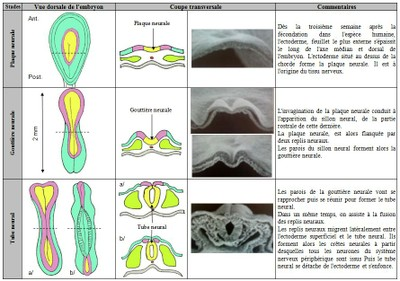 Stades
Vue dorsale de l'embryon
Coupe transversale
Commentaires
Plaque neurale
Ant.
Post.
Plaque neurale
Dès la troisième semaine après la
fécondation dans l'espèce humaine,
l'ectoderme, feuillet le plus externe s'épaissit
le long de l'axe médian et dorsal de
l'embryon. L'ectoderme situé au dessus de la
chorde forme la plaque neurale. Il est à
l'origine du tissu nerveux.
Gouttière neurale
2 mm
Gouttière neurale
L'invagination de la plaque neurale conduit à
l'apparition du sillon neural, de la partie
rostrale de cette dernière.
La plaque neurale, est alors flanquée par
deux replis neuraux.
Les parois du sillon neural forment alors la
gouttière neurale.
Tube neural
a/
b/
a/
Tube neural
b/
Les parois de la gouttière neurale vont se
rapprocher puis se réunir pour former le tube
neural.
Dans un même temps, on assiste à la fusion
des replis neuraux.
Les replis neuraux migrent latéralement entre
l'ectoderme superficiel et le tube neural. Ils
forment alors les crêtes neurales à partir
desquelles tous les neurones du système
nerveux périphérique sont issus Puis le tube
neural se détache de l'ectoderme et s'enfonce.